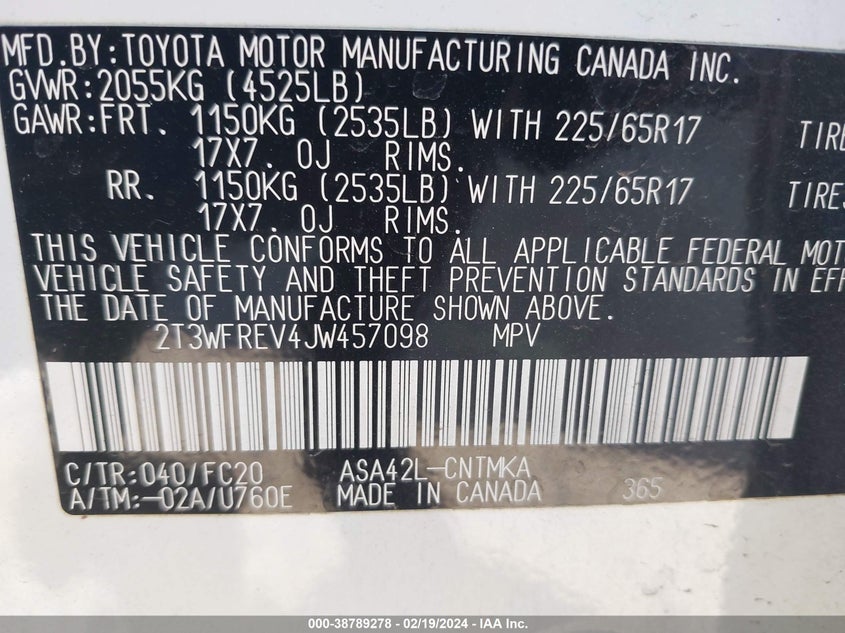 MFD.BY:TOYOTA MOTOR MANUFACTURING CANADA INC.
GVWR:2055KG (4525LB)
GAWR:FRT. 1150KG (2535LB) WITH 225/65R17 TIRE
17X7.0J RIMS.
RR. 1150KG (2535LB) WITH 225/65R17 TIRES
17X7.0J RIMS.
THIS VEHICLE CONFORMS TO ALL APPLICABLE FEDERAL MOT
VEHICLE SAFETY AND THEFT PREVENTION STANDARDS IN EFF
THE DATE OF MANUFACTURE SHOWN ABOVE.
2T3WFREV4JW457098 MPV
C/TR:040/FC20 ASA42L-CNTMKA
A/TM:-02A/U760E MADE IN CANADA 365
000-38789278 - 02/19/2024 - IAA Inc.